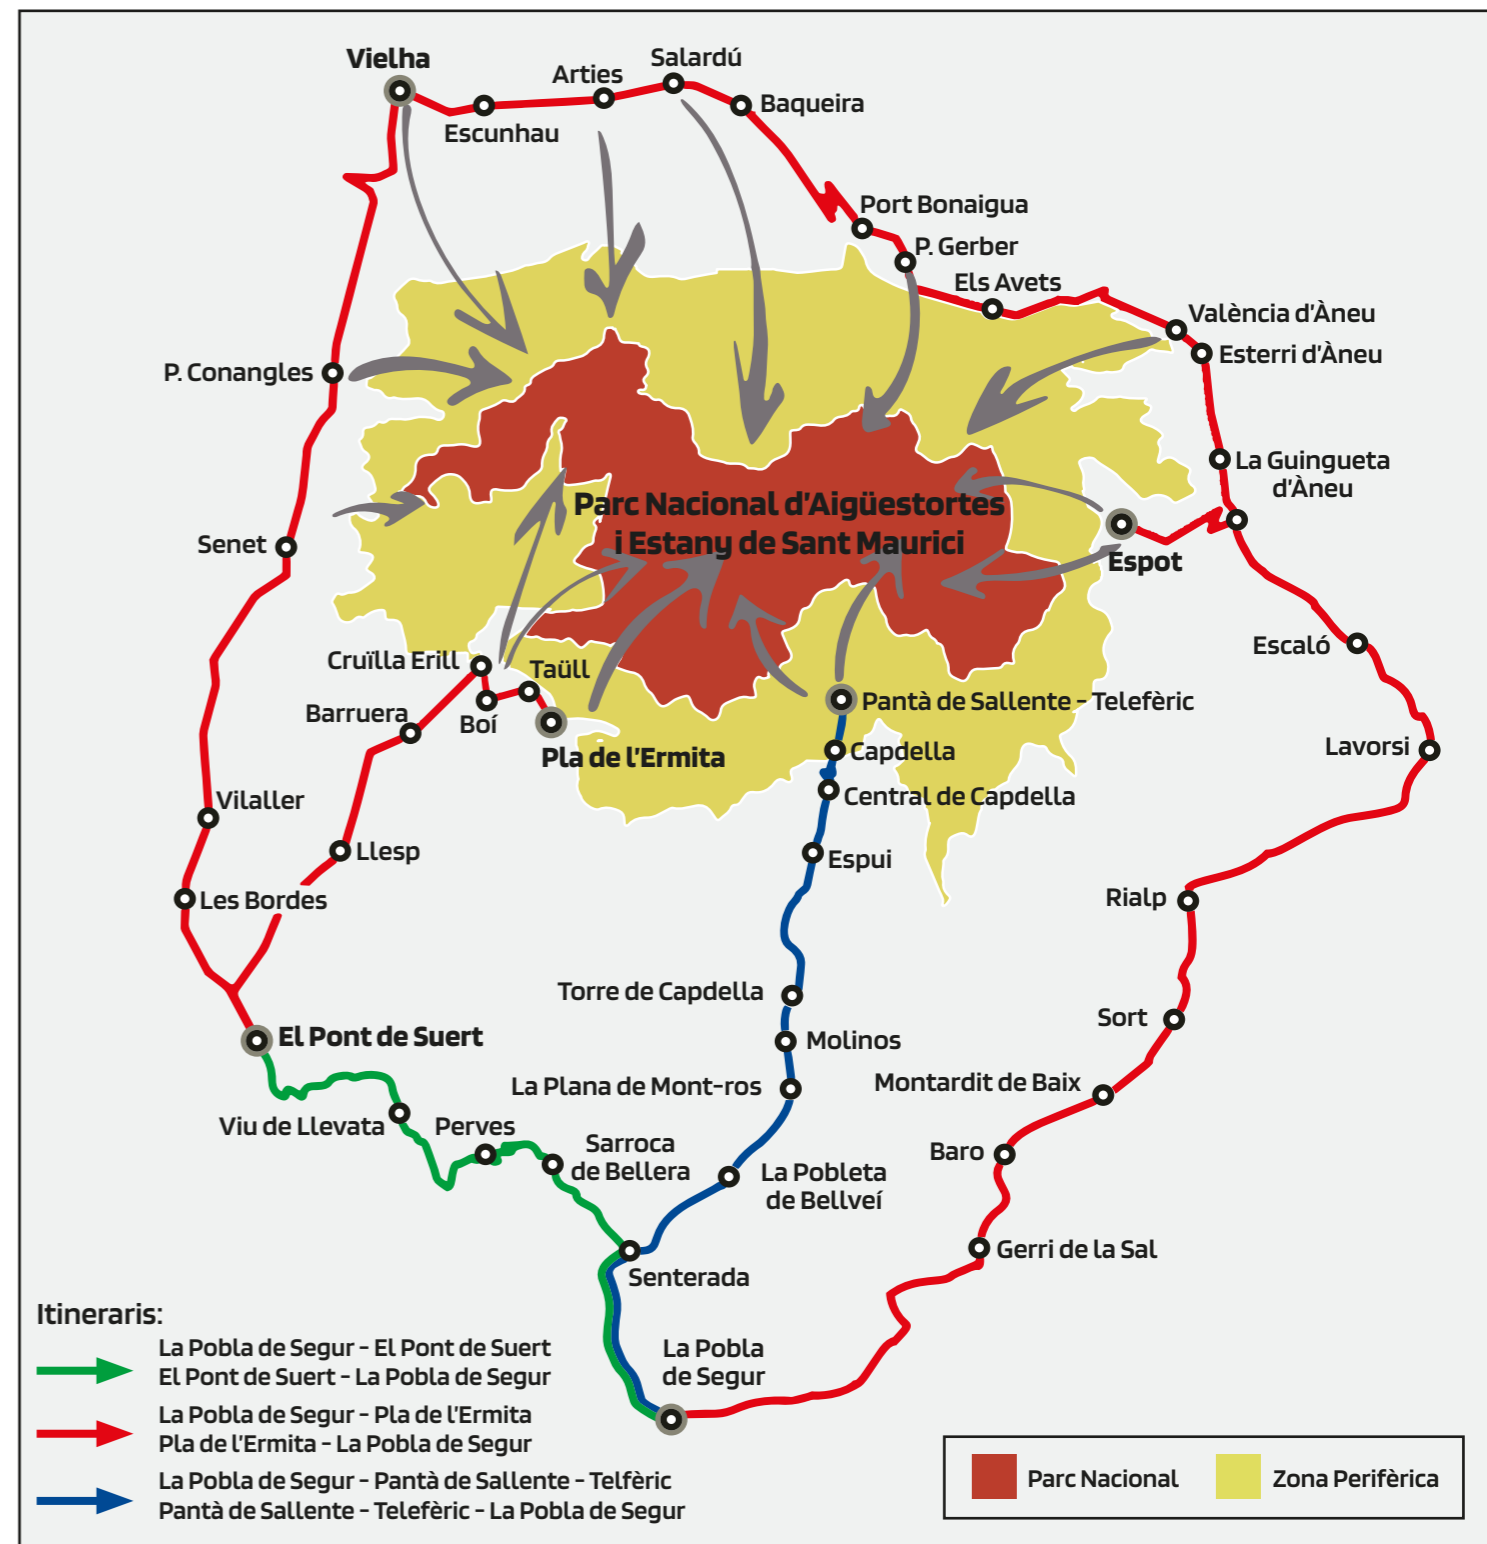 Vielha
Escunhau
Arties
Salardú
Baqueira
Port Bonaigua
P. Gerber
Els Avets
València d'Àneu
Esterri d'Àneu
P. Conangles
La Guingueta
d'Àneu
Parc Nacional d'Aigüestortes
i Estany de Sant Maurici
Senet
Espot
Escaló
Cruïlla Erill
Taüll
Barruera
Boí
Pantà de Sallente - Telefèric
Lavorsi
Pla de l'Ermita
Capdella
Central de Capdella
Vilaller
Llesp
Espui
Les Bordes
Rialp
Torre de Capdella
Sort
El Pont de Suert
Molinos
La Plana de Mont-ros
Montardit de Baix
Viu de Llevata
Perves
Sarroca
de Bellera
Baro
La Pobleta
de Bellveí
Gerri de la Sal
Senterada
La Pobla
de Segur
Itineraris:
La Pobla de Segur - El Pont de Suert
El Pont de Suert - La Pobla de Segur
La Pobla de Segur - Pla de l'Ermita
Pla de l'Ermita - La Pobla de Segur
La Pobla de Segur - Pantà de Sallente - Telfèric
Pantà de Sallente - Telefèric - La Pobla de Segur
Parc Nacional
Zona Perifèrica